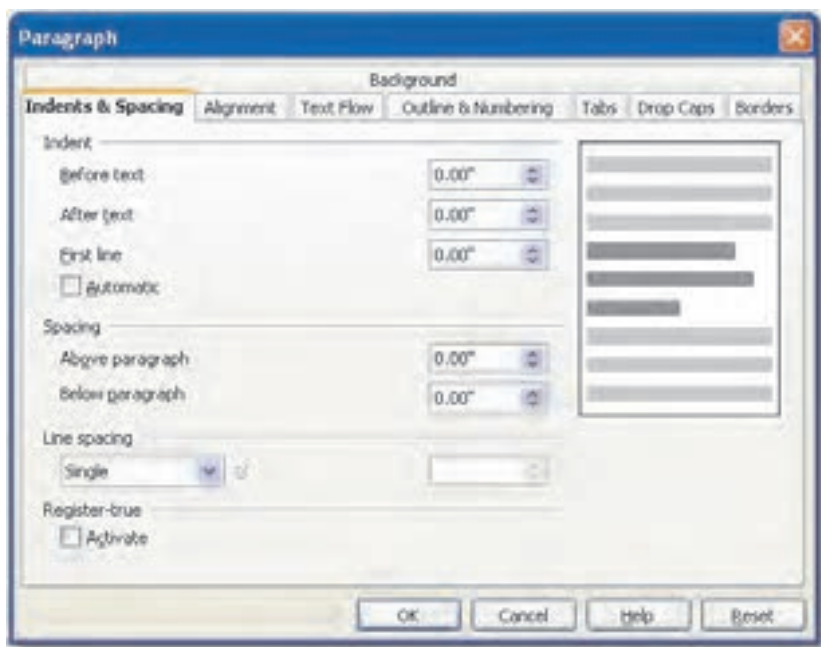 Paragraph
Background
Indents & Spacing Alignment Text Flow Outline & Numbering Tabs Drop Caps Borders
Indent
Before text 0.00"
After text 0.00"
First line 0.00"
Automatic
Spacing
Above paragraph 0.00"
Below paragraph 0.00"
Line spacing
Single of
Register-true
Activate
OK Cancel Help Reset